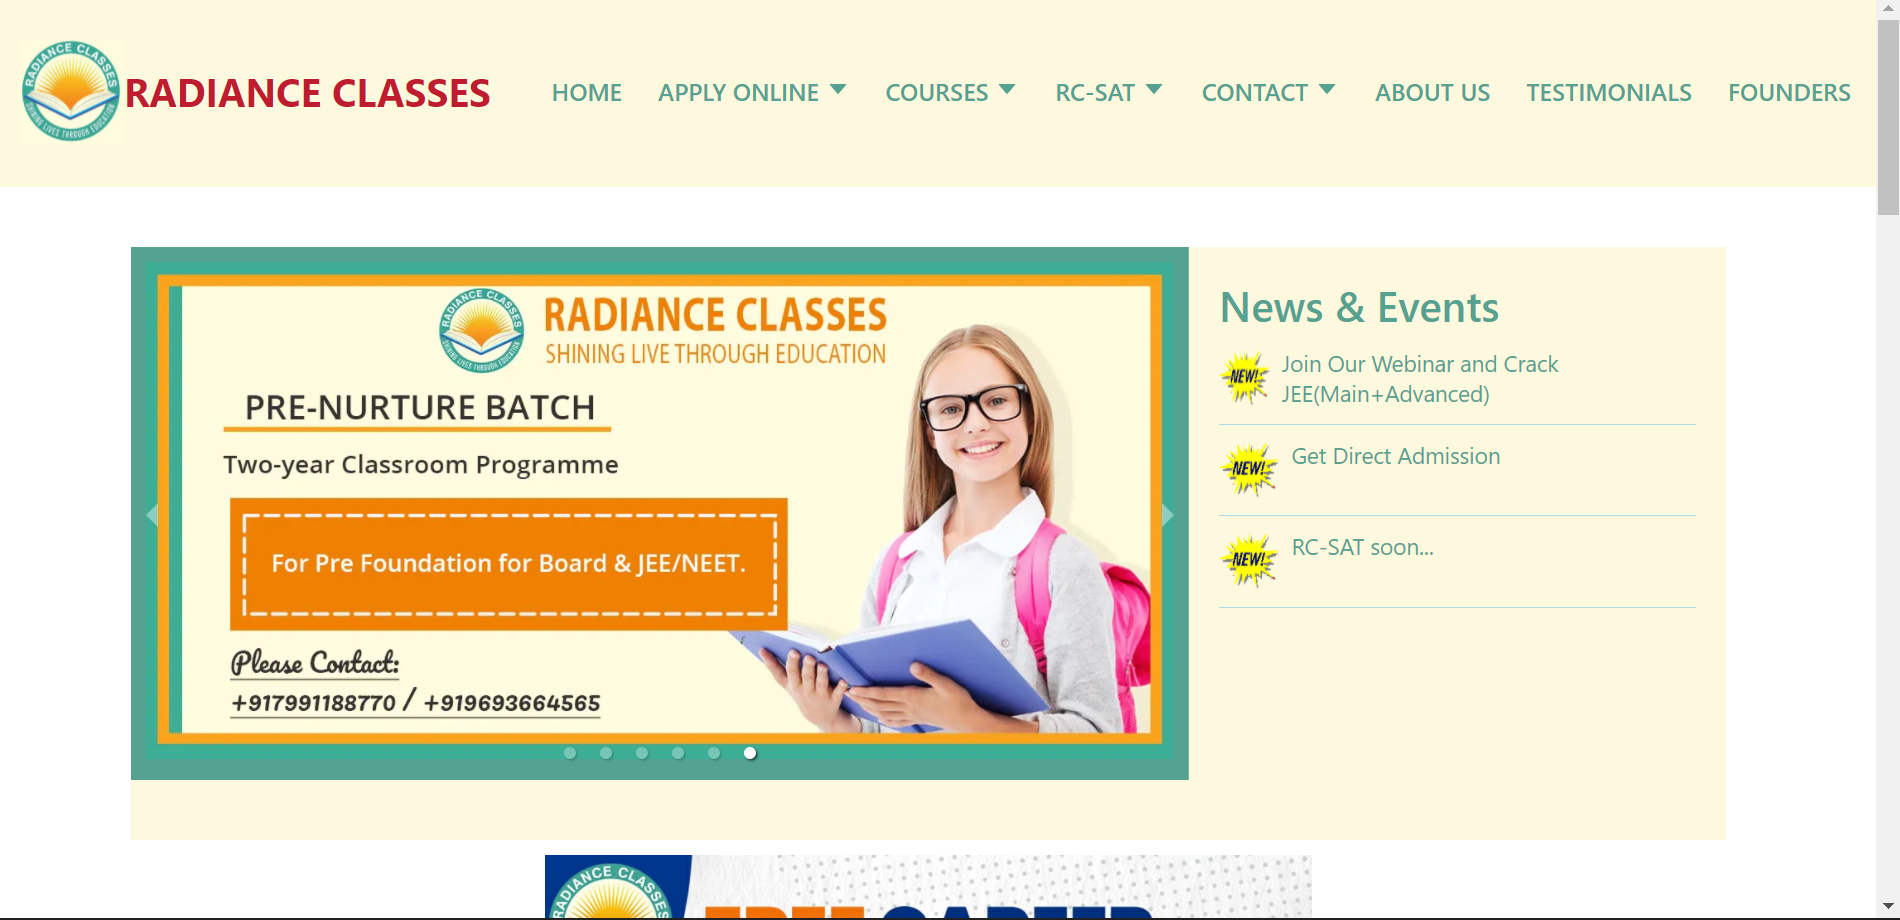 RADIANCE CLASSES
SHINING LIVES THROUGH EDUCATION
RADIANCE CLASSES
HOME
APPLY ONLINE
COURSES
RC-SAT
CONTACT
ABOUT US
TESTIMONIALS
FOUNDERS
RADIANCE CLASSES
SHINING LIVES THROUGH EDUCATION
RADIANCE CLASSES
SHINING LIVE THROUGH EDUCATION
PRE-NURTURE BATCH
Two-year Classroom Programme
For Pre Foundation for Board & JEE/NEET.
Please Contact:
+917991188770 / +919693664565
News & Events
NEW!
Join Our Webinar and Crack
JEE(Main+Advanced)
NEW!
Get Direct Admission
NEW!
RC-SAT soon...
RADIANCE CLASSES
FREE CAREER